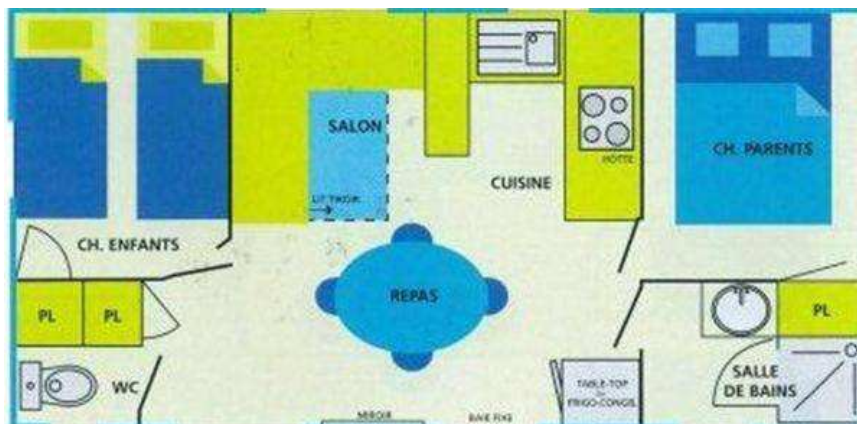 SALON
HOTTE
CH. PARENTS
CUISINE
LIT TIROIR
CH. ENFANTS
REPAS
PL
PL
PL
WC
SALLE
DE BAINS
TABLE-TOP
FRIGO-CONGEL
MIROIR
BAIE FIXE